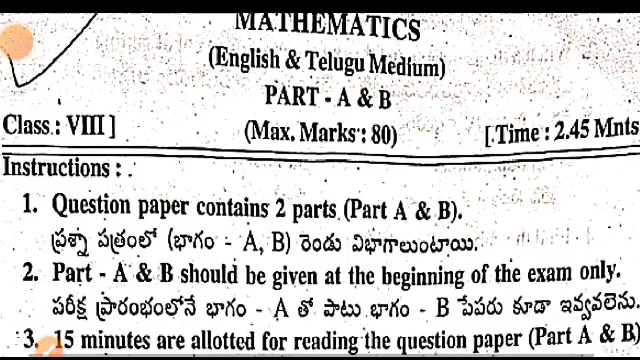 MATHEMATICS
(English & Telugu Medium)
PART - A & B
Class : VIII ] (Max. Marks : 80) [ Time : 2.45 Mnts
Instructions :
1. Question paper contains 2 parts (Part A & B).
ప్రశ్నా పత్రంలో (భాగం - A, B) రెండు విభాగాలుంటాయి.
2. Part - A & B should be given at the beginning of the exam only.
పరీక్ష ప్రారంభంలోనే భాగం - A తో పాటు భాగం - B పేపరు కూడా ఇవ్వవలెను.
3. 15 minutes are allotted for reading the question paper (Part A & B)